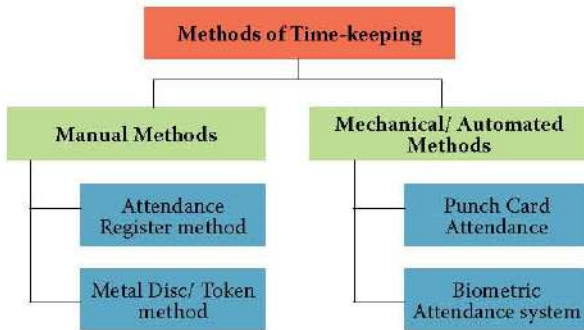 Methods of Time-keeping
Manual Methods
Attendance
Register method
Metal Disc/ Token
method
Mechanical/ Automated
Methods
Punch Card
Attendance
Biometric
Attendance system